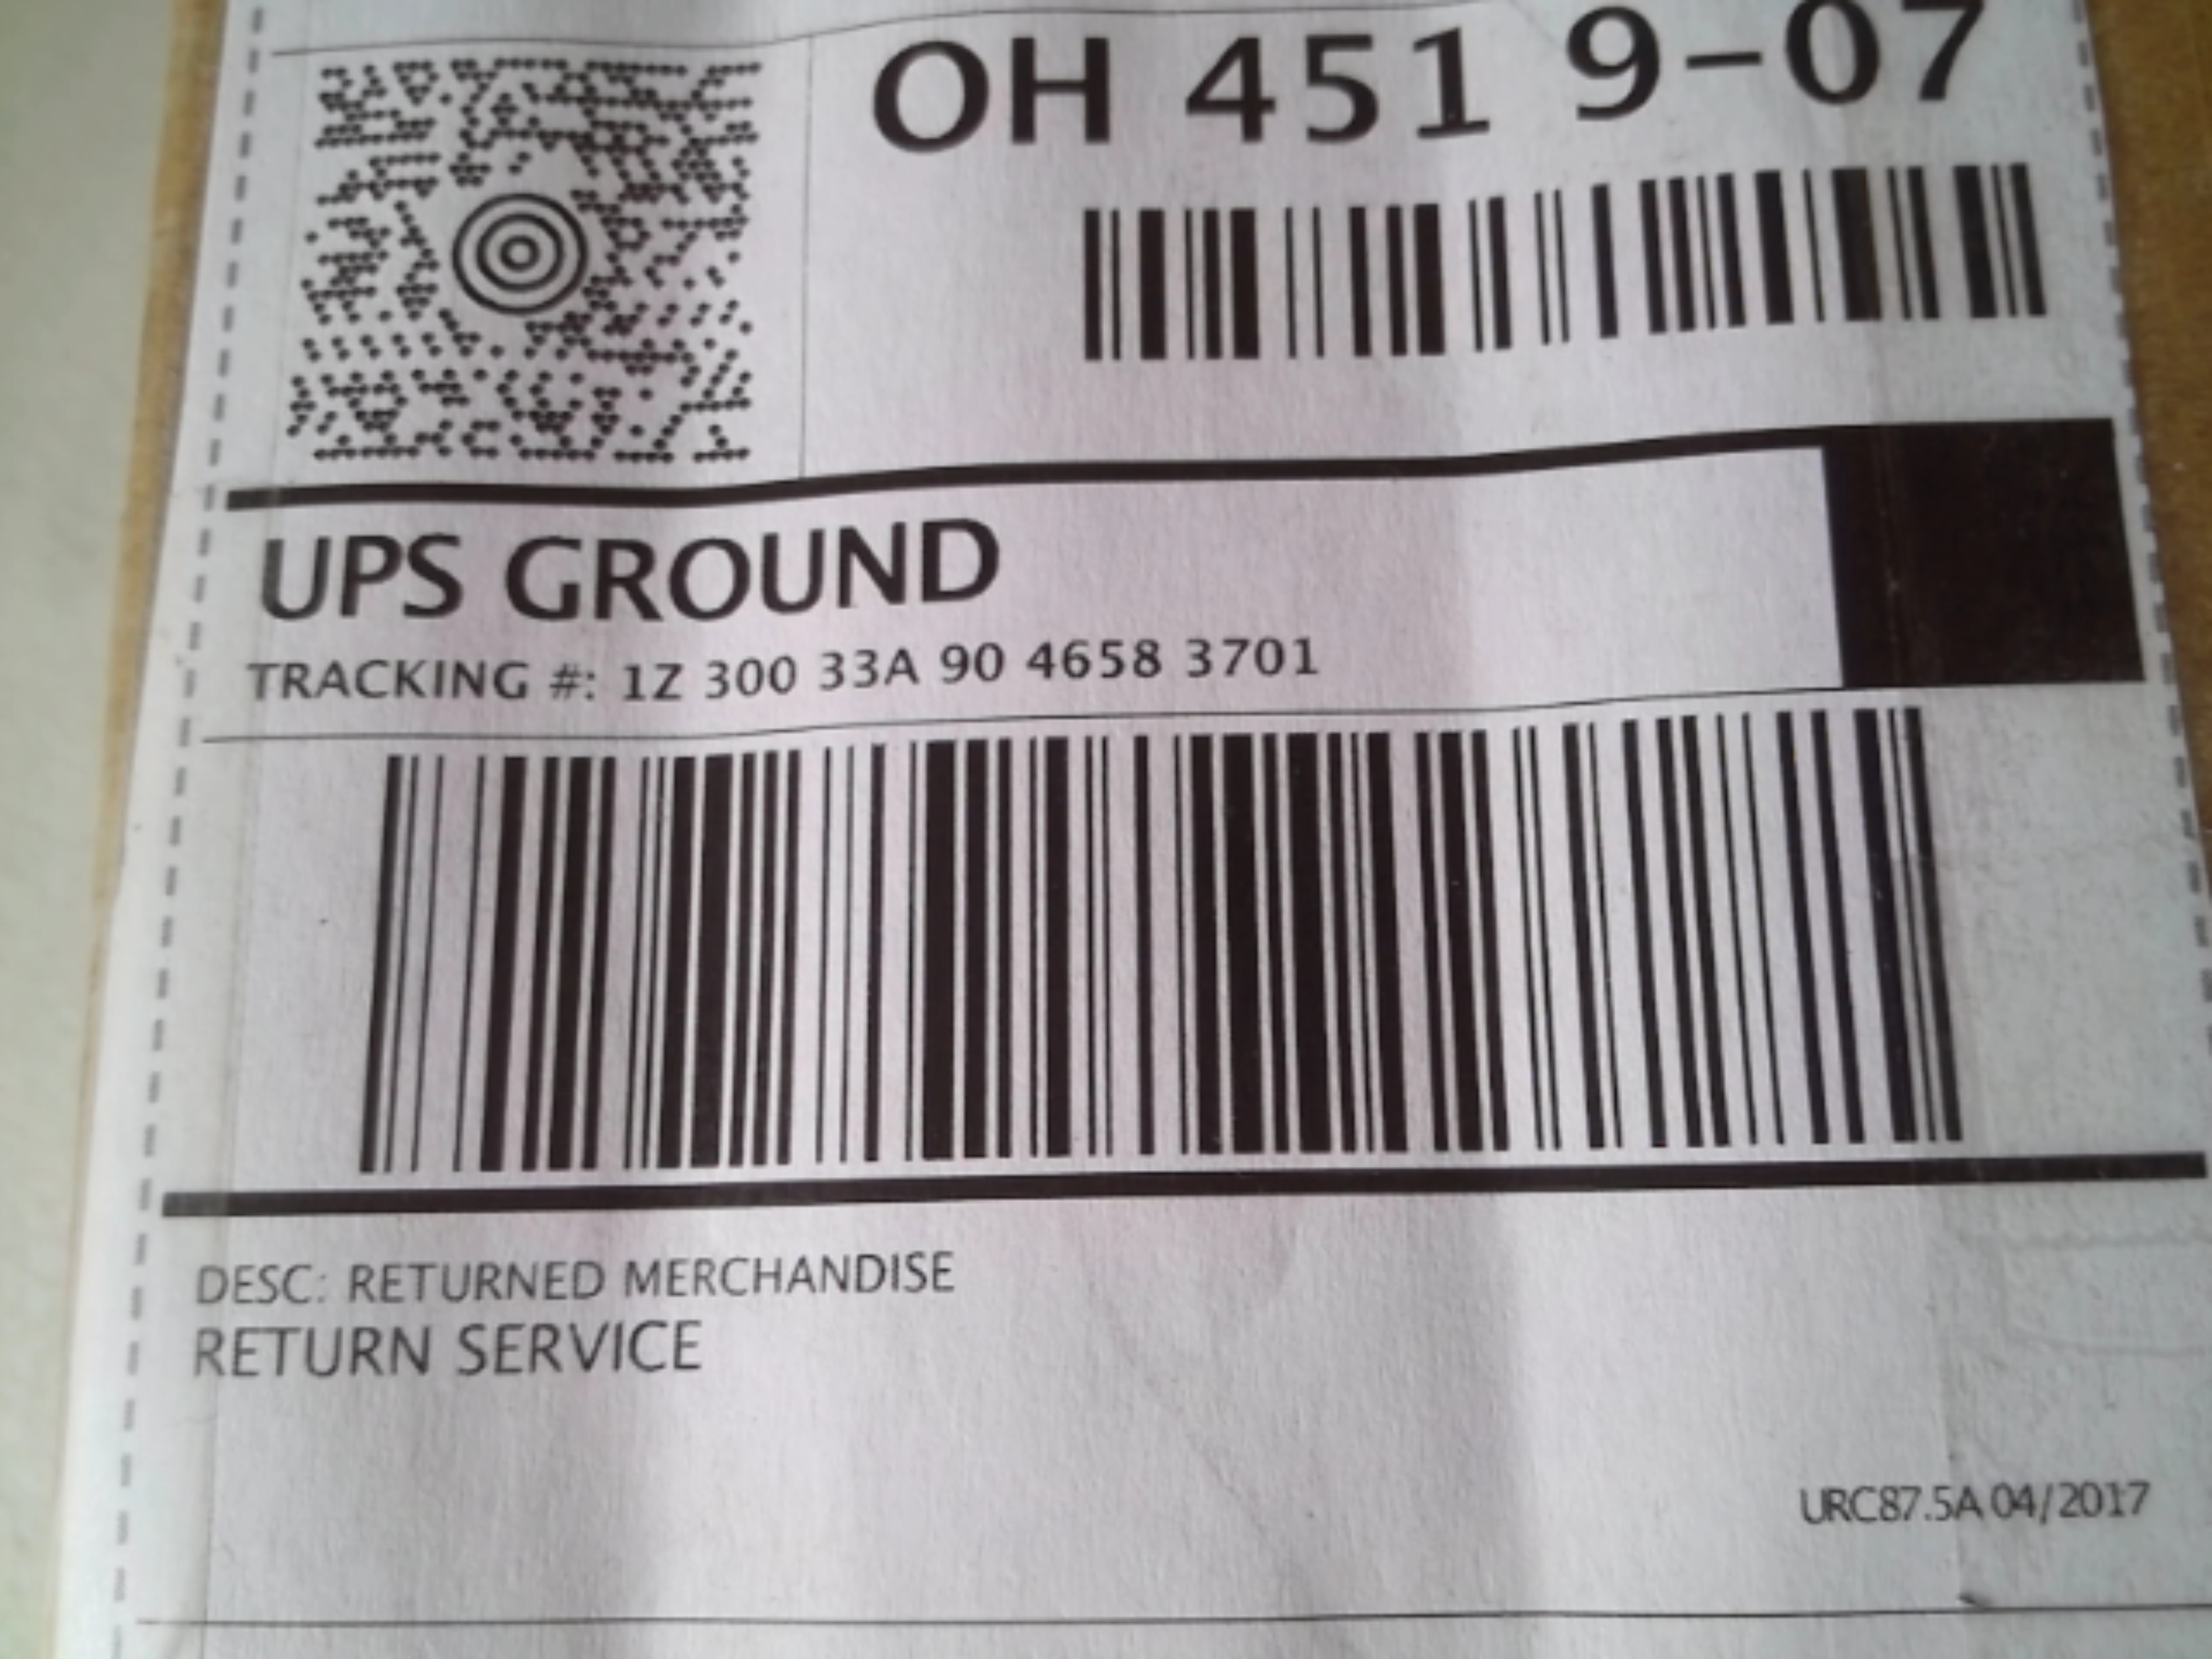 OH 451 9-07
UPS GROUND
TRACKING #: 1Z 300 33A 90 4658 3701
DESC: RETURNED MERCHANDISE
RETURN SERVICE
URC87.5A 04/2017